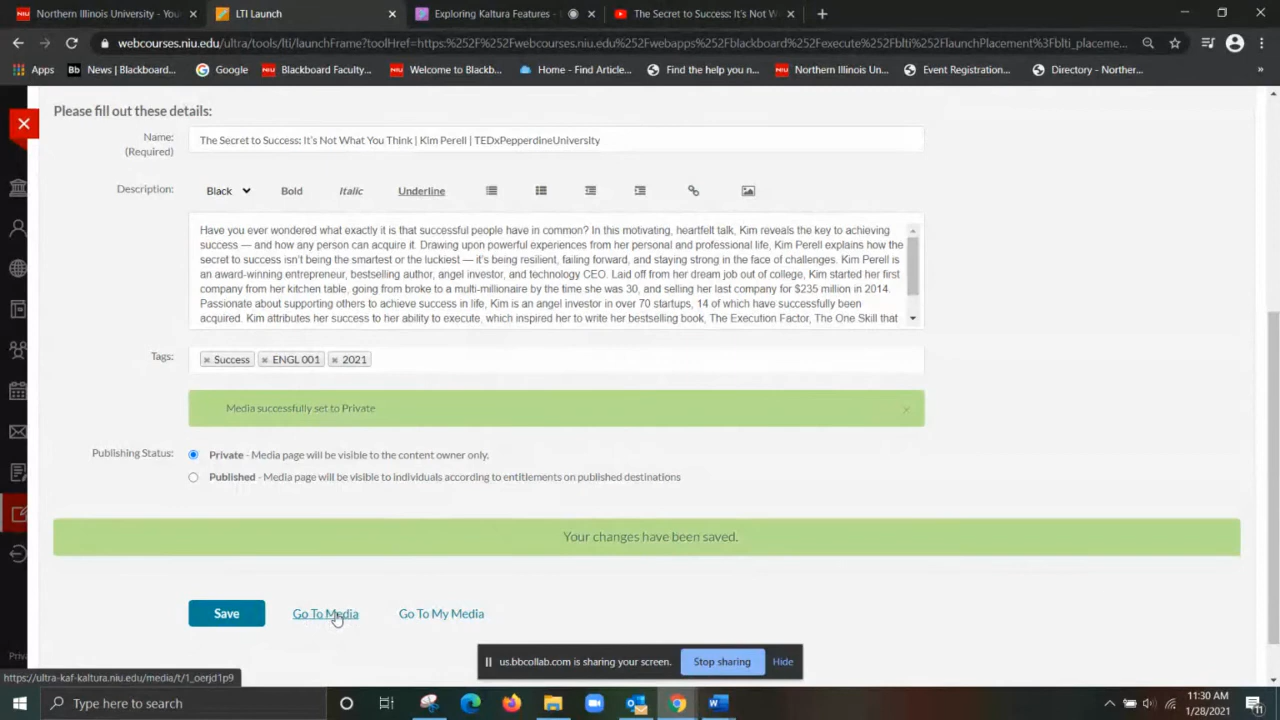 Northern Illinois University - You
LTI Launch
Exploring Kaltura Features -
The Secret to Success: It's Not W
webcourses.niu.edu/ultra/tools/lti/launchFrame?toolHref=https:%252F%252Fwebcourses.niu.edu%252Fwebapps%252Fblackboard%252Fexecute%252Fblti%252FlaunchPlacement%3Fblti_placeme...
Apps
Bb News | Blackboard...
Google
Blackboard Faculty...
Welcome to Blackb...
Home - Find Article...
Find the help you n...
Northern Illinois Un...
Event Registration...
Directory - Norther...
Please fill out these details:
Name:
(Required)
The Secret to Success: It's Not What You Think | Kim Perell | TEDxPepperdineUniversity
Description:
Black Bold Italic Underline
Have you ever wondered what exactly it is that successful people have in common? In this motivating, heartfelt talk, Kim reveals the key to achieving
success — and how any person can acquire it. Drawing upon powerful experiences from her personal and professional life, Kim Perell explains how the
secret to success isn't being the smartest or the luckiest — it's being resilient, failing forward, and staying strong in the face of challenges. Kim Perell is
an award-winning entrepreneur, bestselling author, angel investor, and technology CEO. Laid off from her dream job out of college, Kim started her first
company from her kitchen table, going from broke to a multi-millionaire by the time she was 30, and selling her last company for $235 million in 2014.
Passionate about supporting others to achieve success in life, Kim is an angel investor in over 70 startups, 14 of which have successfully been
acquired. Kim attributes her success to her ability to execute, which inspired her to write her bestselling book, The Execution Factor, The One Skill that
Tags:
Success ENGL 001 2021
Media successfully set to Private
Publishing Status:
Private - Media page will be visible to the content owner only.
Published - Media page will be visible to individuals according to entitlements on published destinations
Your changes have been saved.
Save
Go To Media
Go To My Media
us.bbcollab.com is sharing your screen.
Stop sharing
Hide
Priv
https://ultra-kaf-kaltura.niu.edu/media/t/1_oerjd1p9
Type here to search
11:30 AM
1/28/2021
11